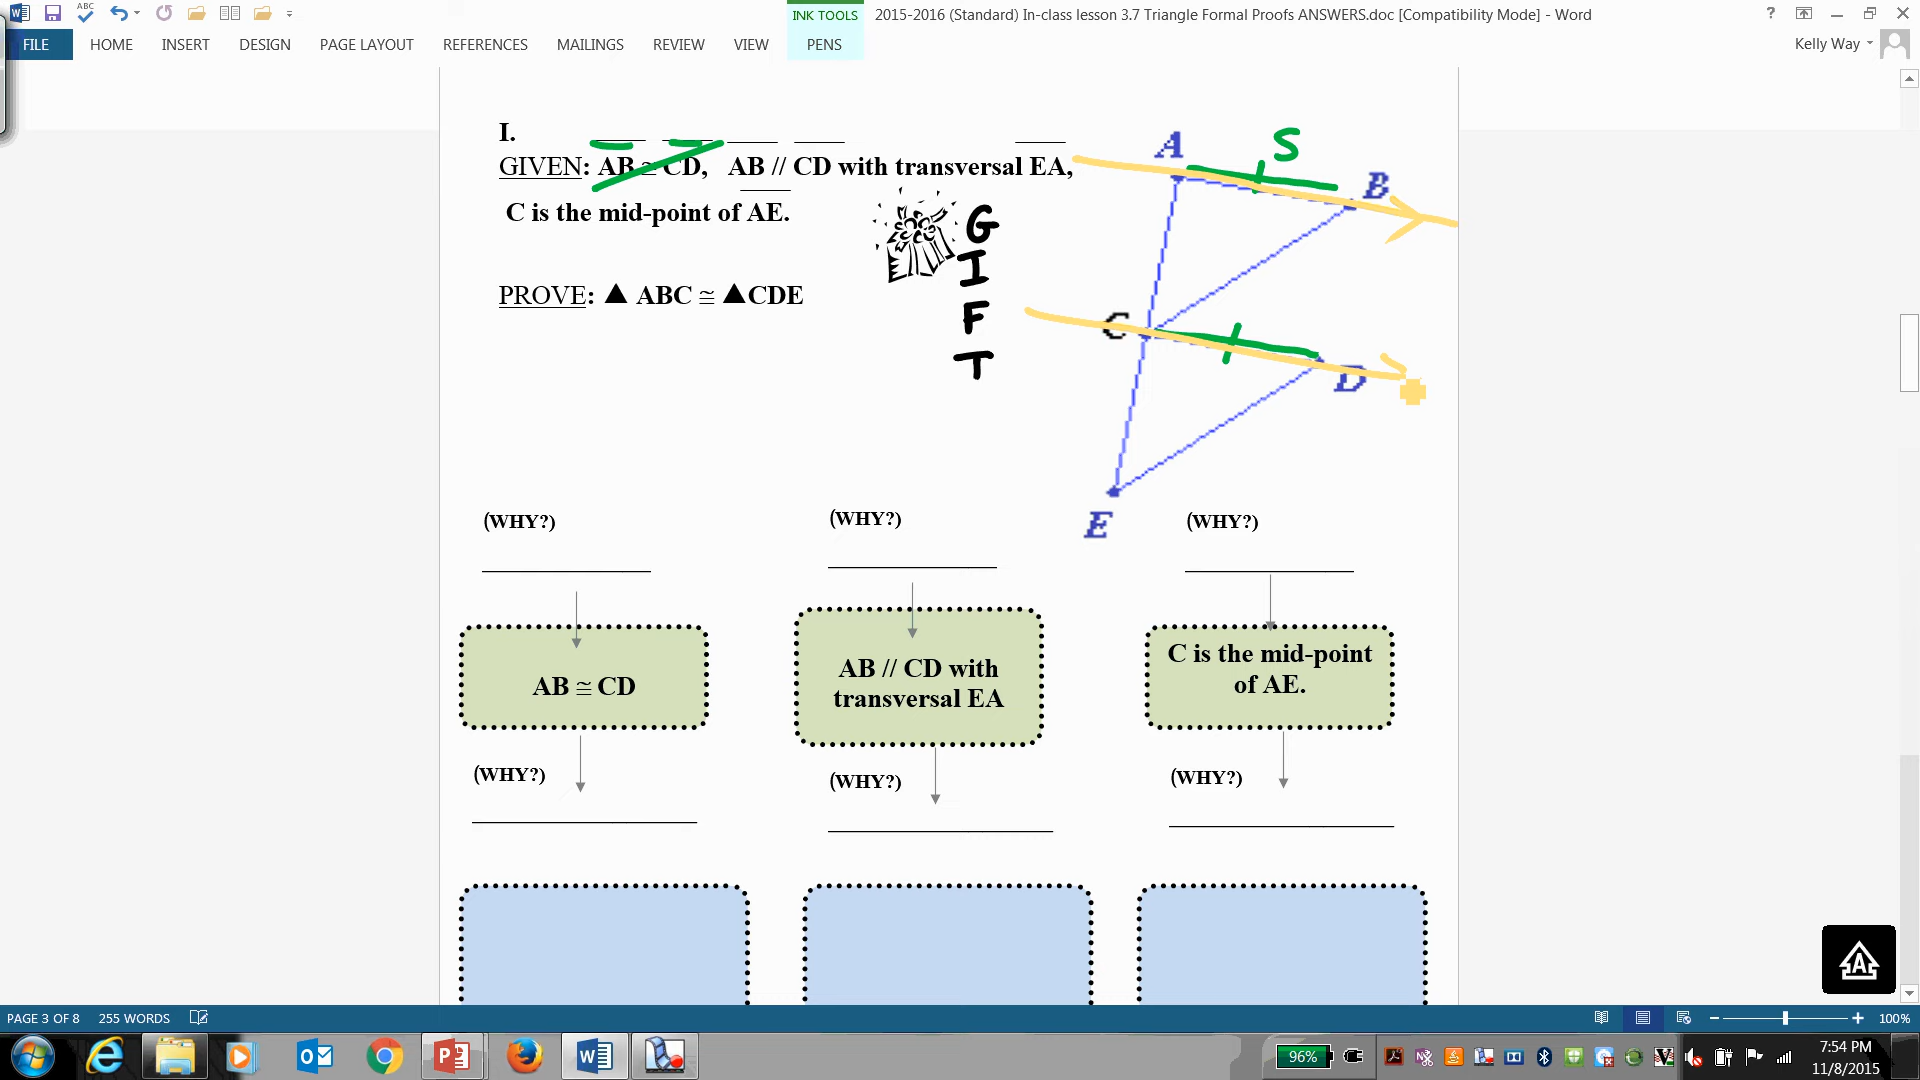 ABC
INK TOOLS
2015-2016 (Standard) In-class lesson 3.7 Triangle Formal Proofs ANSWERS.doc [Compatibility Mode] - Word
?
FILE HOME INSERT DESIGN PAGE LAYOUT REFERENCES MAILINGS REVIEW VIEW PENS
Kelly Way
I.
GIVEN: AB ≅ CD, AB // CD with transversal EA,
C is the mid-point of AE.
PROVE: ▲ ABC ≅ ▲CDE
G
I
F
T
A
S
B
C
D
E
(WHY?)
(WHY?)
(WHY?)
AB ≅ CD
AB // CD with
transversal EA
C is the mid-point
of AE.
(WHY?)
(WHY?)
(WHY?)
A
PAGE 3 OF 8 255 WORDS
100%
96%
7:54 PM
11/8/2015